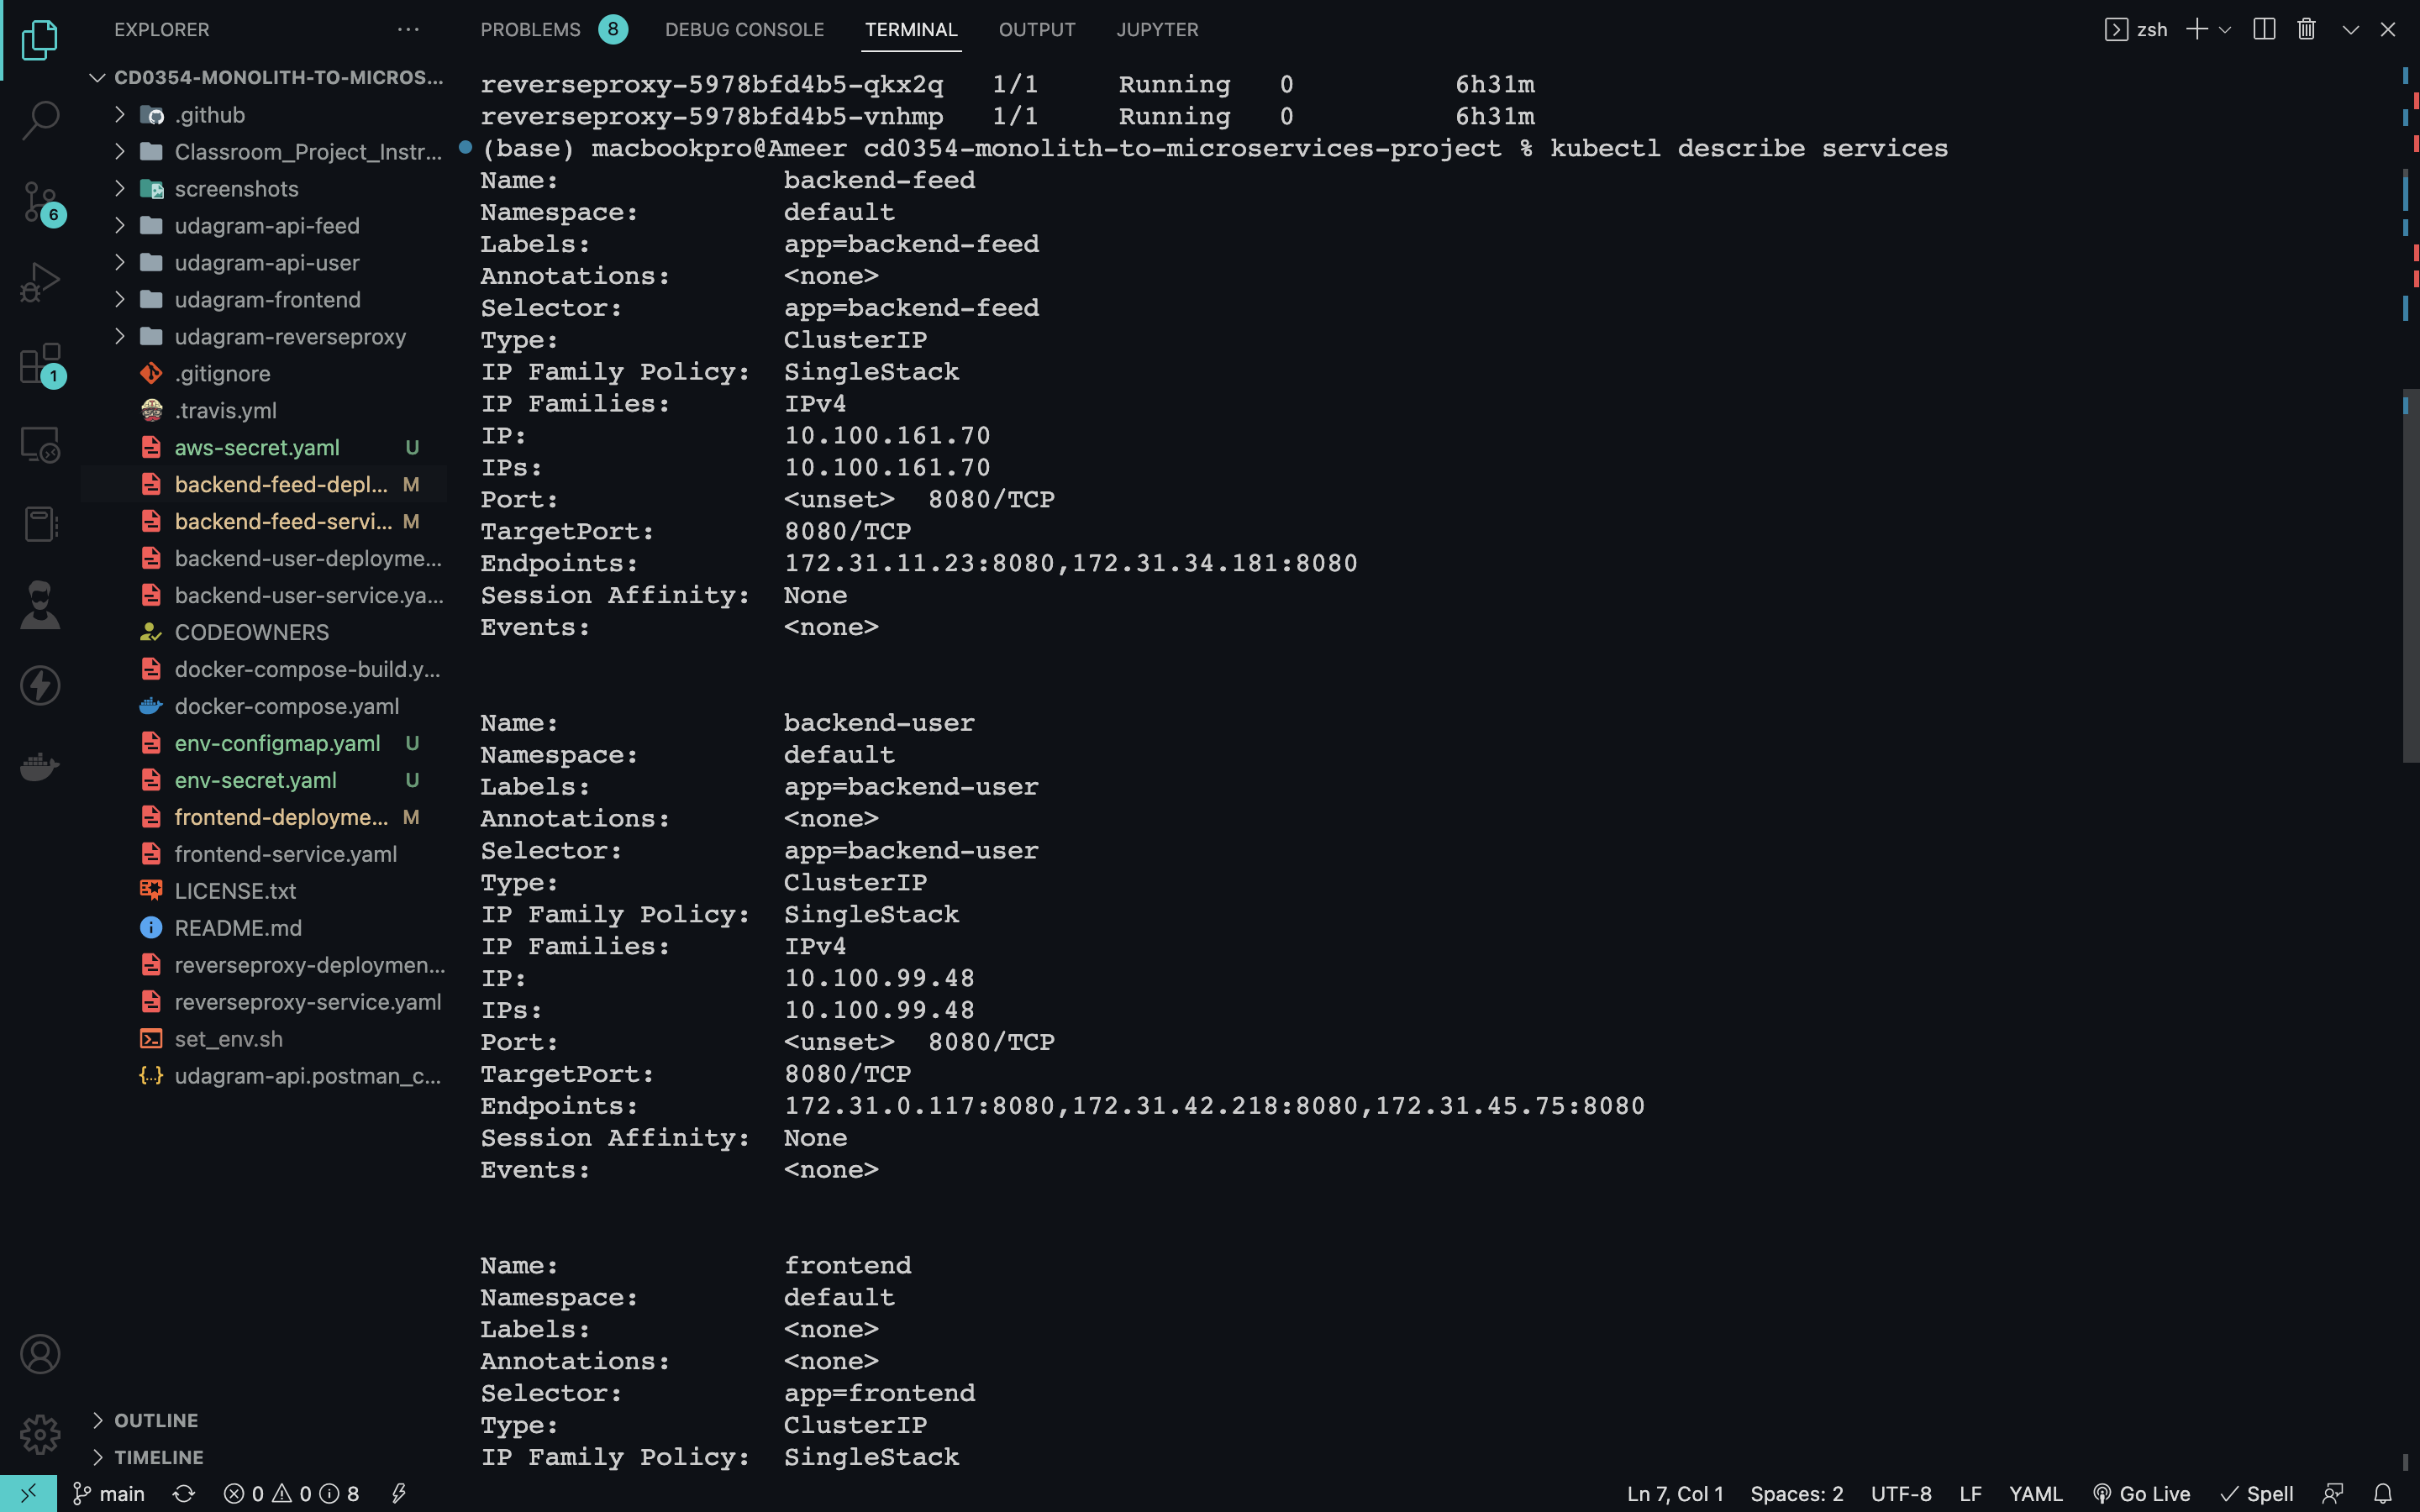 EXPLORER
CD0354-MONOLITH-TO-MICROS...
.github
Classroom_Project_Instr...
screenshots
udagram-api-feed
udagram-api-user
udagram-frontend
udagram-reverseproxy
.gitignore
.travis.yml
aws-secret.yaml U
backend-feed-depl... M
backend-feed-servi... M
backend-user-deployme...
backend-user-service.ya...
CODEOWNERS
docker-compose-build.y...
docker-compose.yaml
env-configmap.yaml U
env-secret.yaml U
frontend-deployme... M
frontend-service.yaml
LICENSE.txt
README.md
reverseproxy-deploymen...
reverseproxy-service.yaml
set_env.sh
udagram-api.postman_c...
OUTLINE
TIMELINE
6
1
PROBLEMS 8 DEBUG CONSOLE TERMINAL OUTPUT JUPYTER
zsh
reverseproxy-5978bfd4b5-qkx2q 1/1 Running 0 6h31m
reverseproxy-5978bfd4b5-vnhmp 1/1 Running 0 6h31m
(base) macbookpro@Ameer cd0354-monolith-to-microservices-project % kubectl describe services
Name: backend-feed
Namespace: default
Labels: app=backend-feed
Annotations: <none>
Selector: app=backend-feed
Type: ClusterIP
IP Family Policy: SingleStack
IP Families: IPv4
IP: 10.100.161.70
IPs: 10.100.161.70
Port: <unset> 8080/TCP
TargetPort: 8080/TCP
Endpoints: 172.31.11.23:8080,172.31.34.181:8080
Session Affinity: None
Events: <none>
Name: backend-user
Namespace: default
Labels: app=backend-user
Annotations: <none>
Selector: app=backend-user
Type: ClusterIP
IP Family Policy: SingleStack
IP Families: IPv4
IP: 10.100.99.48
IPs: 10.100.99.48
Port: <unset> 8080/TCP
TargetPort: 8080/TCP
Endpoints: 172.31.0.117:8080,172.31.42.218:8080,172.31.45.75:8080
Session Affinity: None
Events: <none>
Name: frontend
Namespace: default
Labels: <none>
Annotations: <none>
Selector: app=frontend
Type: ClusterIP
IP Family Policy: SingleStack
main 0 0 8
Ln 7, Col 1 Spaces: 2 UTF-8 LF YAML Go Live Spell